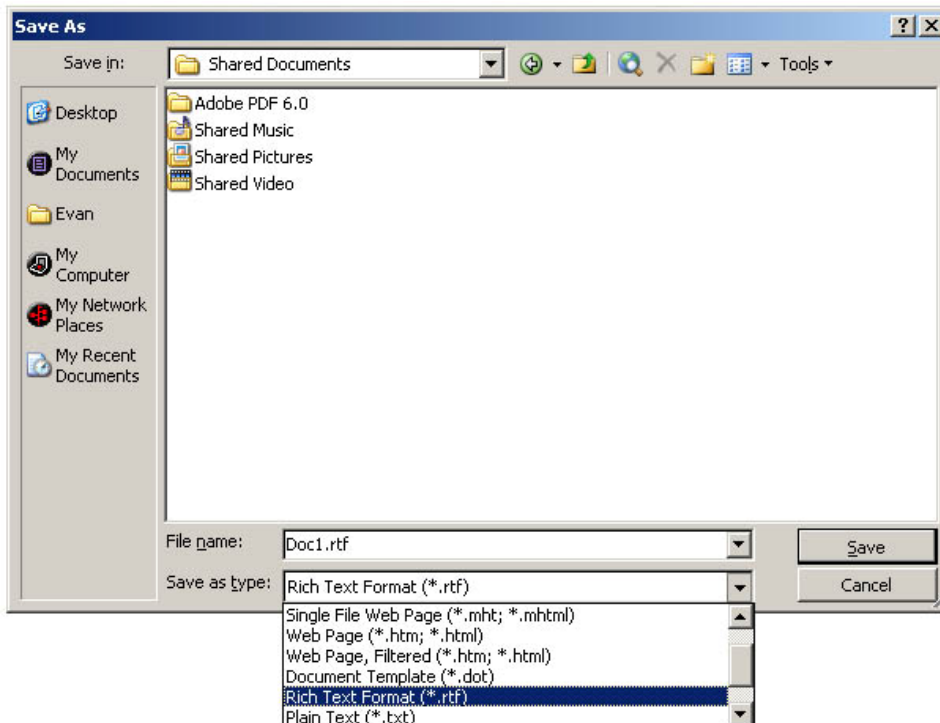 Save As
Save in:
Shared Documents
Tools
Desktop
My
Documents
Evan
My
Computer
My Network
Places
My Recent
Documents
Adobe PDF 6.0
Shared Music
Shared Pictures
Shared Video
File name:
Doc1.rtf
Save
Save as type:
Rich Text Format (*.rtf)
Cancel
Single File Web Page (*.mht; *.mhtml)
Web Page (*.htm; *.html)
Web Page, Filtered (*.htm; *.html)
Document Template (*.dot)
Rich Text Format (*.rtf)
Plain Text (*.txt)